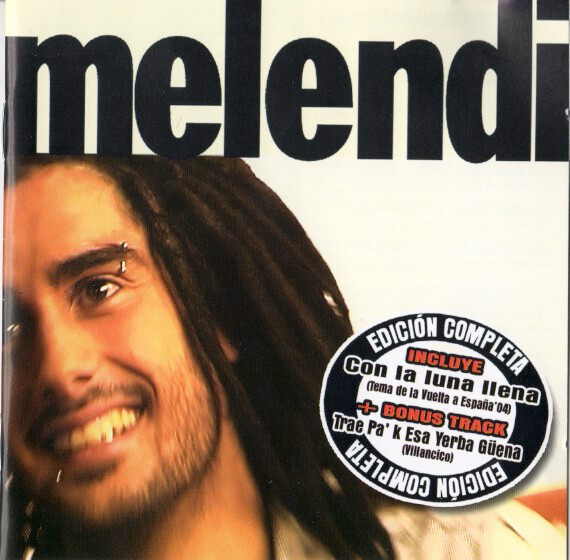 melendi
EDICIÓN COMPLETA
INCLUYE
Con la luna llena
(Tema de la Vuelta a España'04)
+ BONUS TRACK
Trae Pa' k Esa Yerba Güena
(Villancico)
EDICIÓN COMPLETA